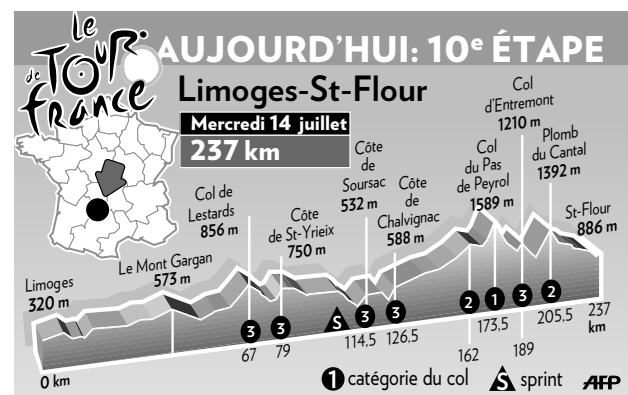 Le
TOUR
de
france
AUJOURD'HUI: 10e ÉTAPE
Limoges-St-Flour
Mercredi 14 juillet
237 km
Limoges
320 m
Le Mont Gargan
573 m
Col de
Lestards
856 m
Côte
de St-Yrieix
750 m
Côte
de
Soursac
532 m
Côte
de
Chalvignac
588 m
Col
du Pas
de Peyrol
1589 m
Col
d'Entremont
1210 m
Plomb
du Cantal
1392 m
St-Flour
886 m
3
3
S
3
3
2
1
3
2
0 km
67
79
114,5
126,5
162
173,5
189
205,5
237
km
1 catégorie du col
S sprint
AFP